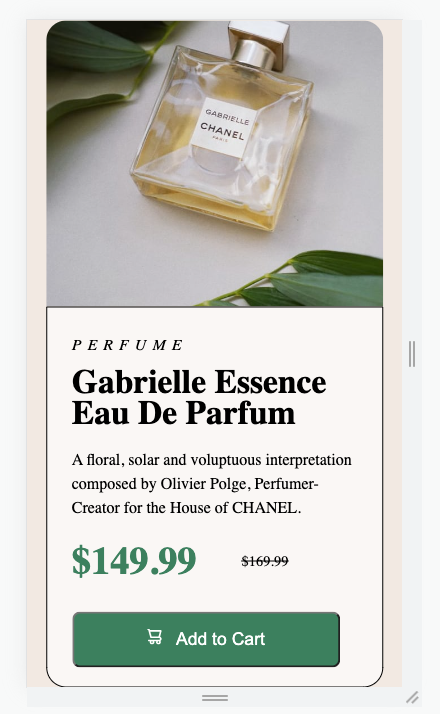 GABRIELLE
CHANEL
PARIS
PERFUME
Gabrielle Essence
Eau De Parfum
A floral, solar and voluptuous interpretation
composed by Olivier Polge, Perfumer-
Creator for the House of CHANEL.
$149.99 $169.99
Add to Cart